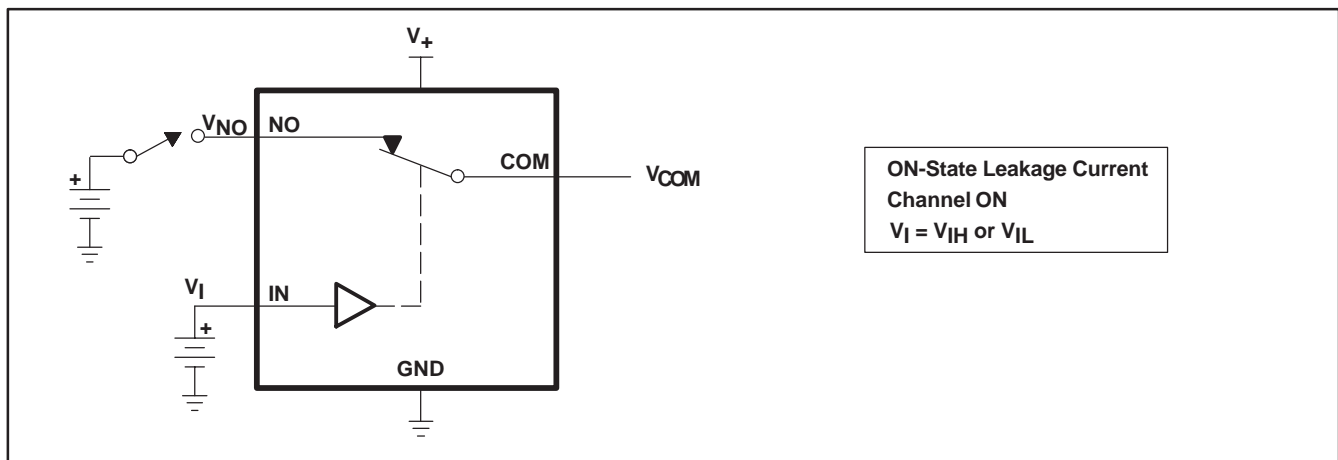 V+
VNO NO
+
COM
VCOM
ON-State Leakage Current
Channel ON
VI = VIH or VIL
VI IN
+
GND